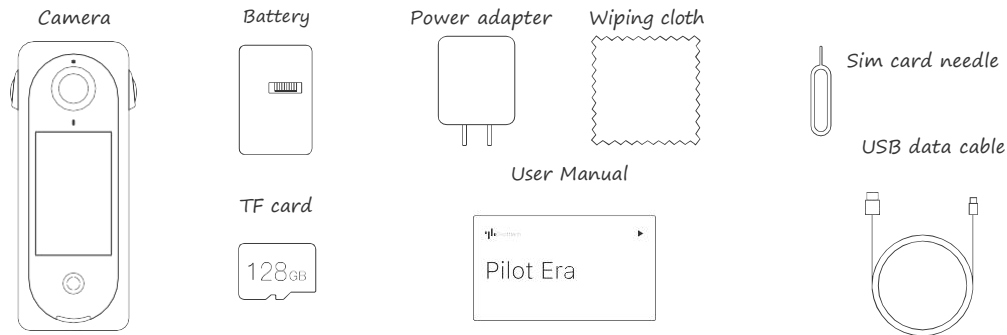 Camera
Battery
Power adapter
Wiping cloth
Sim card needle
USB data cable
User Manual
TF card
128GB
Pilot Era